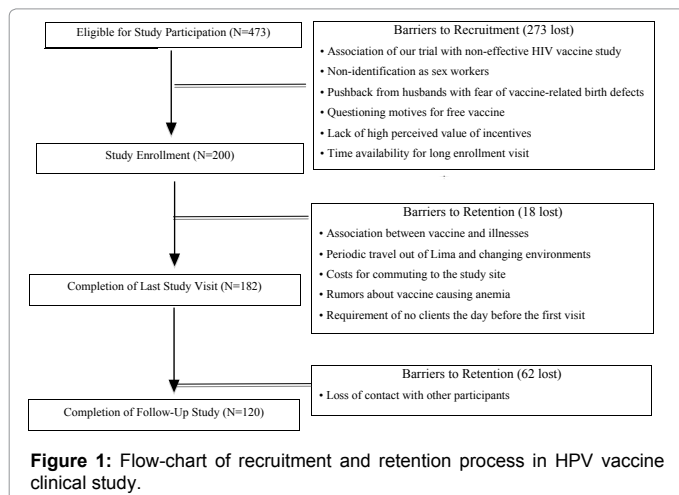 Eligible for Study Participation (N=473)
Barriers to Recruitment (273 lost)
• Association of our trial with non-effective HIV vaccine study
• Non-identification as sex workers
• Pushback from husbands with fear of vaccine-related birth defects
• Questioning motives for free vaccine
• Lack of high perceived value of incentives
• Time availability for long enrollment visit
Study Enrollment (N=200)
Barriers to Retention (18 lost)
• Association between vaccine and illnesses
• Periodic travel out of Lima and changing environments
• Costs for commuting to the study site
• Rumors about vaccine causing anemia
• Requirement of no clients the day before the first visit
Completion of Last Study Visit (N=182)
Barriers to Retention (62 lost)
• Loss of contact with other participants
Completion of Follow-Up Study (N=120)
Figure 1: Flow-chart of recruitment and retention process in HPV vaccine
clinical study.